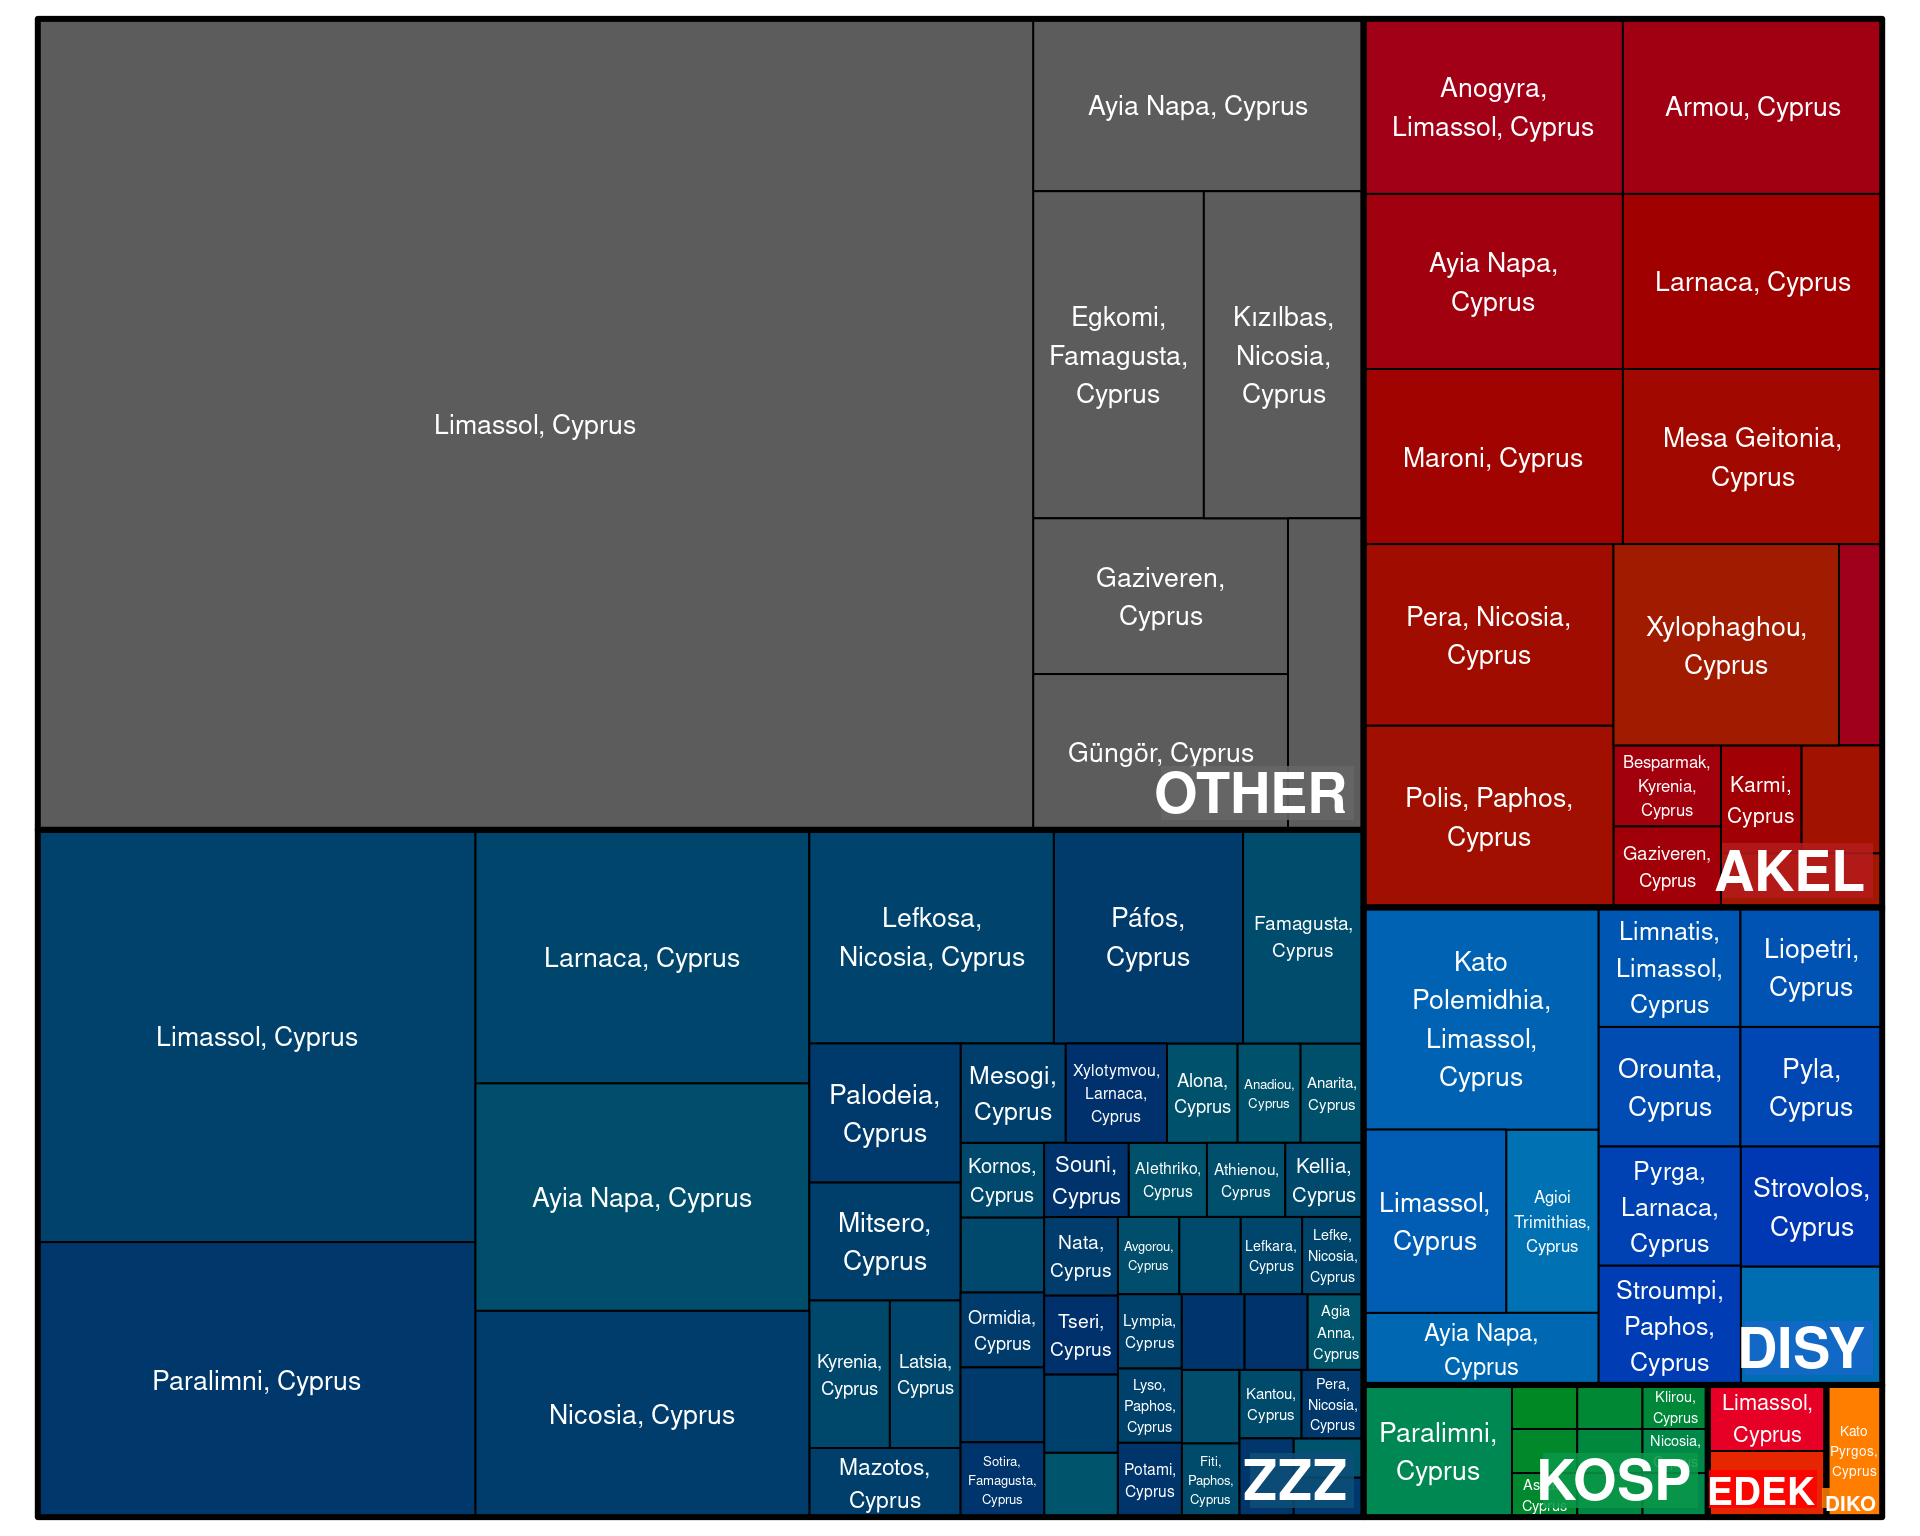 Limassol, Cyprus
Ayia Napa, Cyprus
Egkomi,
Famagusta,
Cyprus
Kızılbas,
Nicosia,
Cyprus
Gaziveren,
Cyprus
Güngör, Cyprus
OTHER
Anogyra,
Limassol, Cyprus
Armou, Cyprus
Ayia Napa,
Cyprus
Larnaca, Cyprus
Maroni, Cyprus
Mesa Geitonia,
Cyprus
Pera, Nicosia,
Cyprus
Xylophaghou,
Cyprus
Polis, Paphos,
Cyprus
Besparmak,
Kyrenia,
Cyprus
Karmi,
Cyprus
Gaziveren,
Cyprus
AKEL
Limassol, Cyprus
Paralimni, Cyprus
Larnaca, Cyprus
Ayia Napa, Cyprus
Nicosia, Cyprus
Lefkosa,
Nicosia, Cyprus
Páfos,
Cyprus
Famagusta,
Cyprus
Palodeia,
Cyprus
Mitsero,
Cyprus
Kyrenia,
Cyprus
Latsia,
Cyprus
Mazotos,
Cyprus
Mesogi,
Cyprus
Xylotymvou,
Larnaca,
Cyprus
Alona,
Cyprus
Anadiou,
Cyprus
Anarita,
Cyprus
Kornos,
Cyprus
Souni,
Cyprus
Alethriko,
Cyprus
Athienou,
Cyprus
Kellia,
Cyprus
Nata,
Cyprus
Avgorou,
Cyprus
Lefkara,
Cyprus
Lefke,
Nicosia,
Cyprus
Ormidia,
Cyprus
Tseri,
Cyprus
Lympia,
Cyprus
Agia
Anna,
Cyprus
Lyso,
Paphos,
Cyprus
Kantou,
Cyprus
Pera,
Nicosia,
Cyprus
Sotira,
Famagusta,
Cyprus
Potami,
Cyprus
Fiti,
Paphos,
Cyprus
ZZZ
Kato
Polemidhia,
Limassol,
Cyprus
Limnatis,
Limassol,
Cyprus
Liopetri,
Cyprus
Orounta,
Cyprus
Pyla,
Cyprus
Limassol,
Cyprus
Agioi
Trimithias,
Cyprus
Pyrga,
Larnaca,
Cyprus
Strovolos,
Cyprus
Ayia Napa,
Cyprus
Stroumpi,
Paphos,
Cyprus
DISY
Paralimni,
Cyprus
Klirou,
Cyprus
Nicosia,
Cyprus
KOSP
Limassol,
Cyprus
EDEK
Kato
Pyrgos,
Cyprus
DIKO